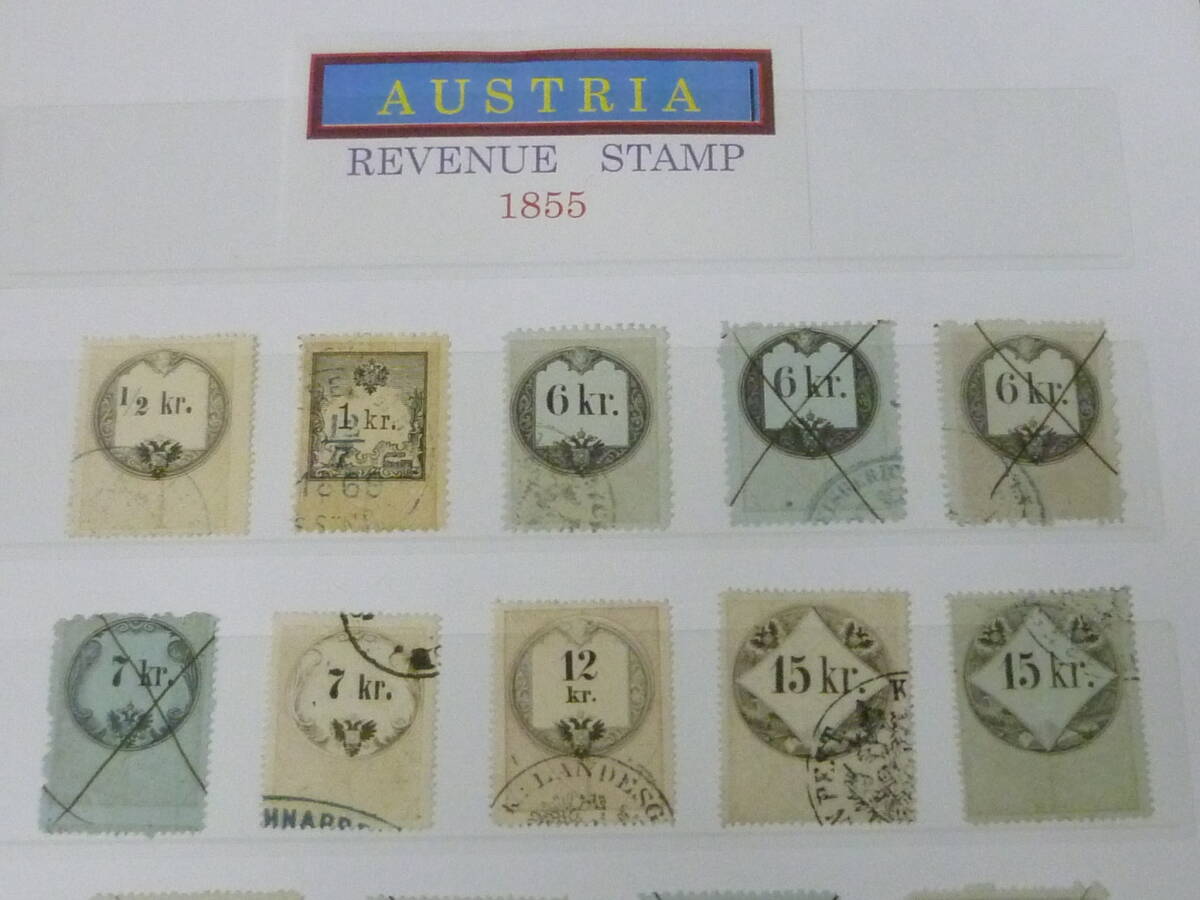 AUSTRIA
REVENUE STAMP
1855
1/2 kr.
1 kr.
6 kr.
6 kr.
6 kr.
7 kr.
7 kr.
12
kr.
15 kr.
15 kr.
K. LANDESG